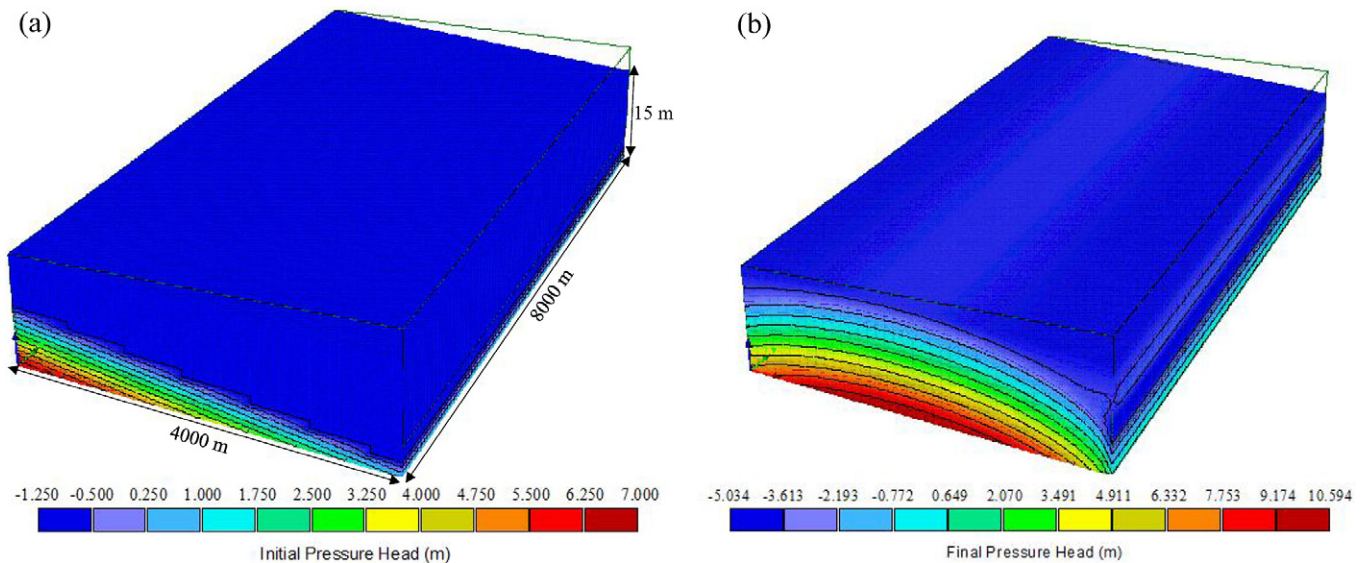 (a)
15 m
8000 m
4000 m
-1.250 -0.500 0.250 1.000 1.750 2.500 3.250 4.000 4.750 5.500 6.250 7.000
Initial Pressure Head (m)
(b)
-5.034 -3.613 -2.193 -0.772 0.649 2.070 3.491 4.911 6.332 7.753 9.174 10.594
Final Pressure Head (m)